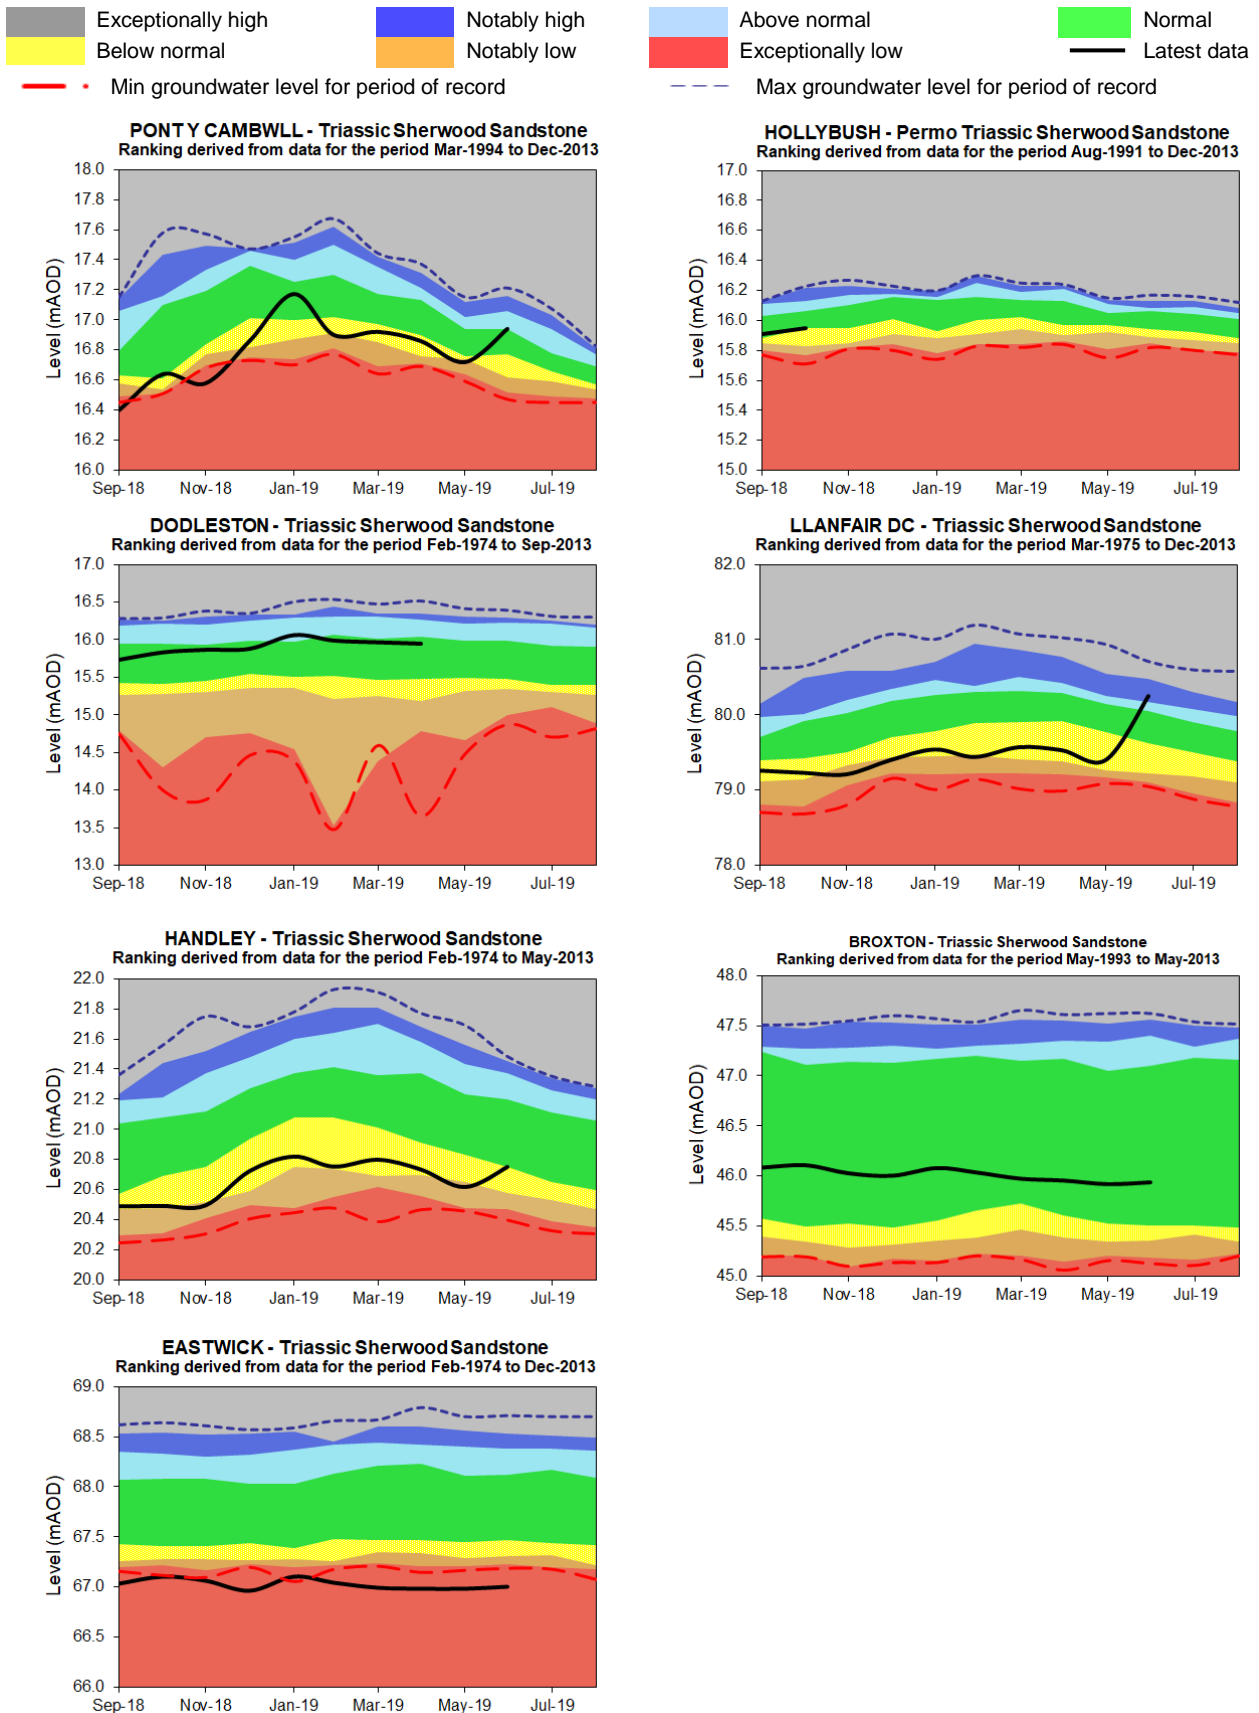 Exceptionally high
Notably high
Above normal
Normal
Below normal
Notably low
Exceptionally low
Latest data
Min groundwater level for period of record
Max groundwater level for period of record
PONT Y CAMBWLL - Triassic Sherwood Sandstone
Ranking derived from data for the period Mar-1994 to Dec-2013
Level (mAOD)
18.0
17.8
17.6
17.4
17.2
17.0
16.8
16.6
16.4
16.2
16.0
Sep-18 Nov-18 Jan-19 Mar-19 May-19 Jul-19
HOLLYBUSH - Permo Triassic Sherwood Sandstone
Ranking derived from data for the period Aug-1991 to Dec-2013
Level (mAOD)
17.0
16.8
16.6
16.4
16.2
16.0
15.8
15.6
15.4
15.2
15.0
Sep-18 Nov-18 Jan-19 Mar-19 May-19 Jul-19
DODLESTON - Triassic Sherwood Sandstone
Ranking derived from data for the period Feb-1974 to Sep-2013
Level (mAOD)
17.0
16.5
16.0
15.5
15.0
14.5
14.0
13.5
13.0
Sep-18 Nov-18 Jan-19 Mar-19 May-19 Jul-19
LLANFAIR DC - Triassic Sherwood Sandstone
Ranking derived from data for the period Mar-1975 to Dec-2013
Level (mAOD)
82.0
81.0
80.0
79.0
78.0
Sep-18 Nov-18 Jan-19 Mar-19 May-19 Jul-19
HANDLEY - Triassic Sherwood Sandstone
Ranking derived from data for the period Feb-1974 to May-2013
Level (mAOD)
22.0
21.8
21.6
21.4
21.2
21.0
20.8
20.6
20.4
20.2
20.0
Sep-18 Nov-18 Jan-19 Mar-19 May-19 Jul-19
BROXTON - Triassic Sherwood Sandstone
Ranking derived from data for the period May-1993 to May-2013
Level (mAOD)
48.0
47.5
47.0
46.5
46.0
45.5
45.0
Sep-18 Nov-18 Jan-19 Mar-19 May-19 Jul-19
EASTWICK - Triassic Sherwood Sandstone
Ranking derived from data for the period Feb-1974 to Dec-2013
Level (mAOD)
69.0
68.5
68.0
67.5
67.0
66.5
66.0
Sep-18 Nov-18 Jan-19 Mar-19 May-19 Jul-19